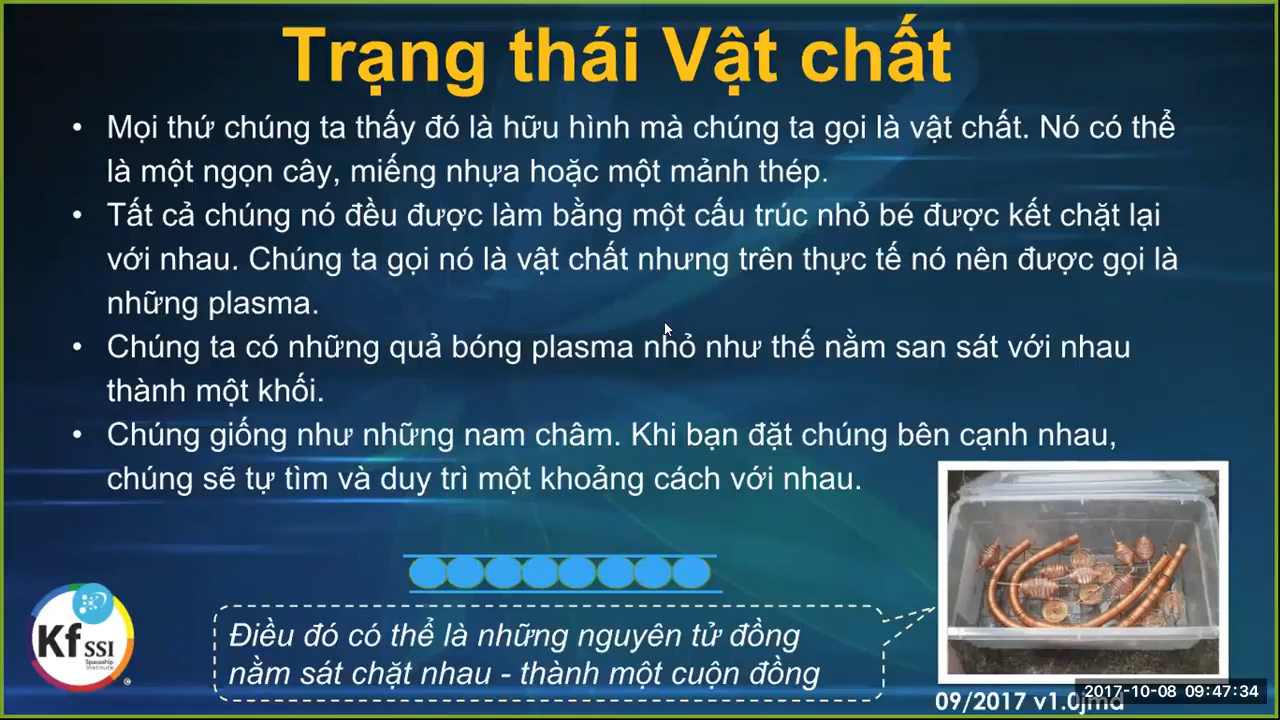 Trạng thái Vật chất
• Mọi thứ chúng ta thấy đó là hữu hình mà chúng ta gọi là vật chất. Nó có thể
là một ngọn cây, miếng nhựa hoặc một mảnh thép.
• Tất cả chúng nó đều được làm bằng một cấu trúc nhỏ bé được kết chặt lại
với nhau. Chúng ta gọi nó là vật chất nhưng trên thực tế nó nên được gọi là
những plasma.
• Chúng ta có những quả bóng plasma nhỏ như thế nằm san sát với nhau
thành một khối.
• Chúng giống như những nam châm. Khi bạn đặt chúng bên cạnh nhau,
chúng sẽ tự tìm và duy trì một khoảng cách với nhau.
Điều đó có thể là những nguyên tử đồng
nằm sát chặt nhau - thành một cuộn đồng
Kf SSI
Spaceship
Institute
©
09/2017 v1.0jmd
2017-10-08 09:47:34